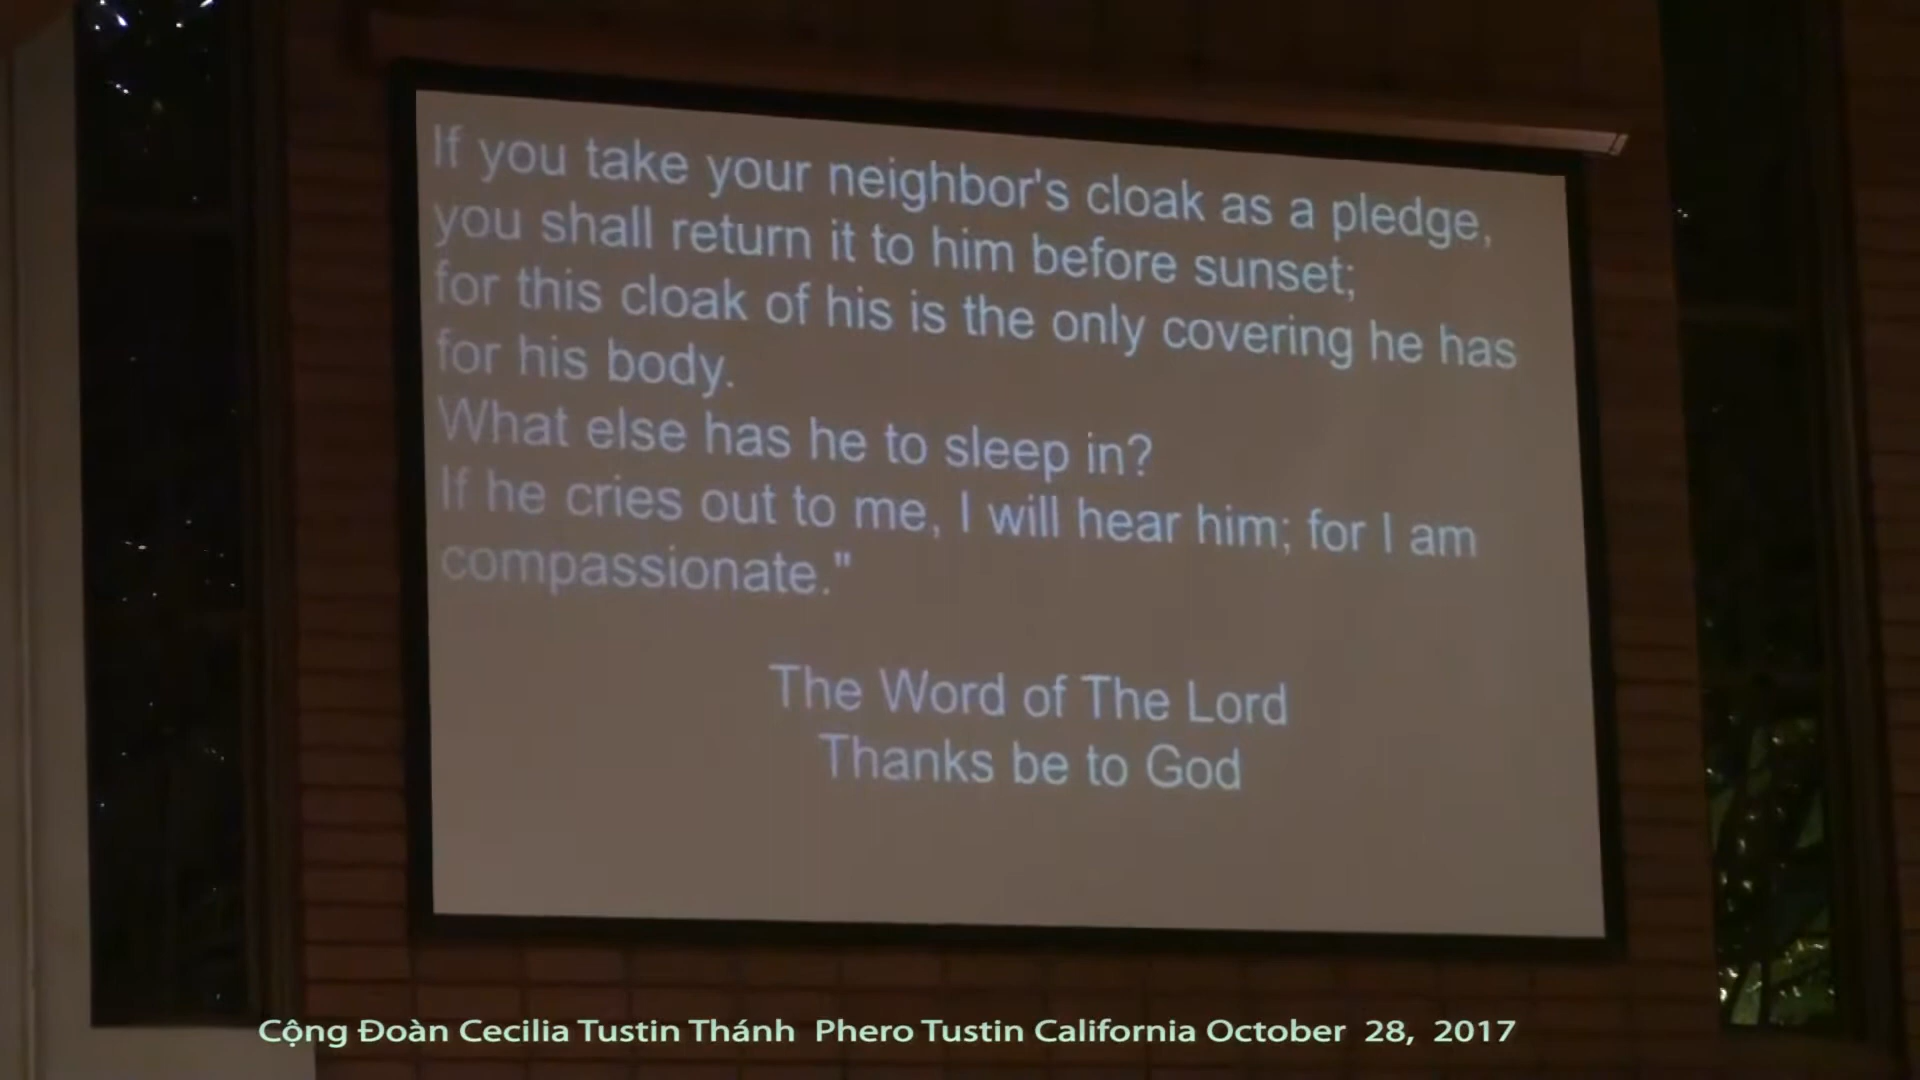 If you take your neighbor's cloak as a pledge,
you shall return it to him before sunset;
for this cloak of his is the only covering he has
for his body.
What else has he to sleep in?
If he cries out to me, I will hear him; for I am
compassionate."
The Word of The Lord
Thanks be to God
Cộng Đoàn Cecilia Tustin Thánh Phero Tustin California October 28, 2017